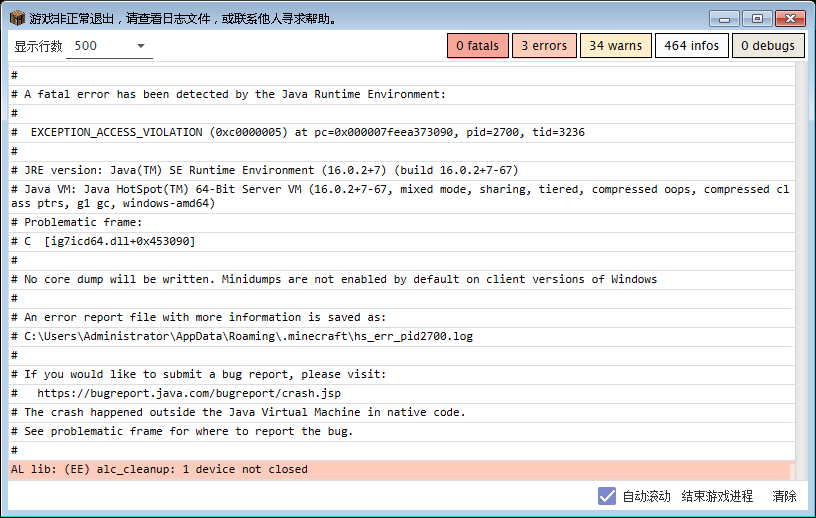 游戏非正常退出，请查看日志文件，或联系他人寻求帮助。
显示行数 500 0 fatals 3 errors 34 warns 464 infos 0 debugs
#
# A fatal error has been detected by the Java Runtime Environment:
#
#  EXCEPTION_ACCESS_VIOLATION (0xc0000005) at pc=0x000007feea373090, pid=2700, tid=3236
#
# JRE version: Java(TM) SE Runtime Environment (16.0.2+7) (build 16.0.2+7-67)
# Java VM: Java HotSpot(TM) 64-Bit Server VM (16.0.2+7-67, mixed mode, sharing, tiered, compressed oops, compressed cl
ass ptrs, g1 gc, windows-amd64)
# Problematic frame:
# C  [ig7icd64.dll+0x453090]
#
# No core dump will be written. Minidumps are not enabled by default on client versions of Windows
#
# An error report file with more information is saved as:
# C:\Users\Administrator\AppData\Roaming\.minecraft\hs_err_pid2700.log
#
# If you would like to submit a bug report, please visit:
#   https://bugreport.java.com/bugreport/crash.jsp
# The crash happened outside the Java Virtual Machine in native code.
# See problematic frame for where to report the bug.
#
AL lib: (EE) alc_cleanup: 1 device not closed
自动滚动 结束游戏进程 清除